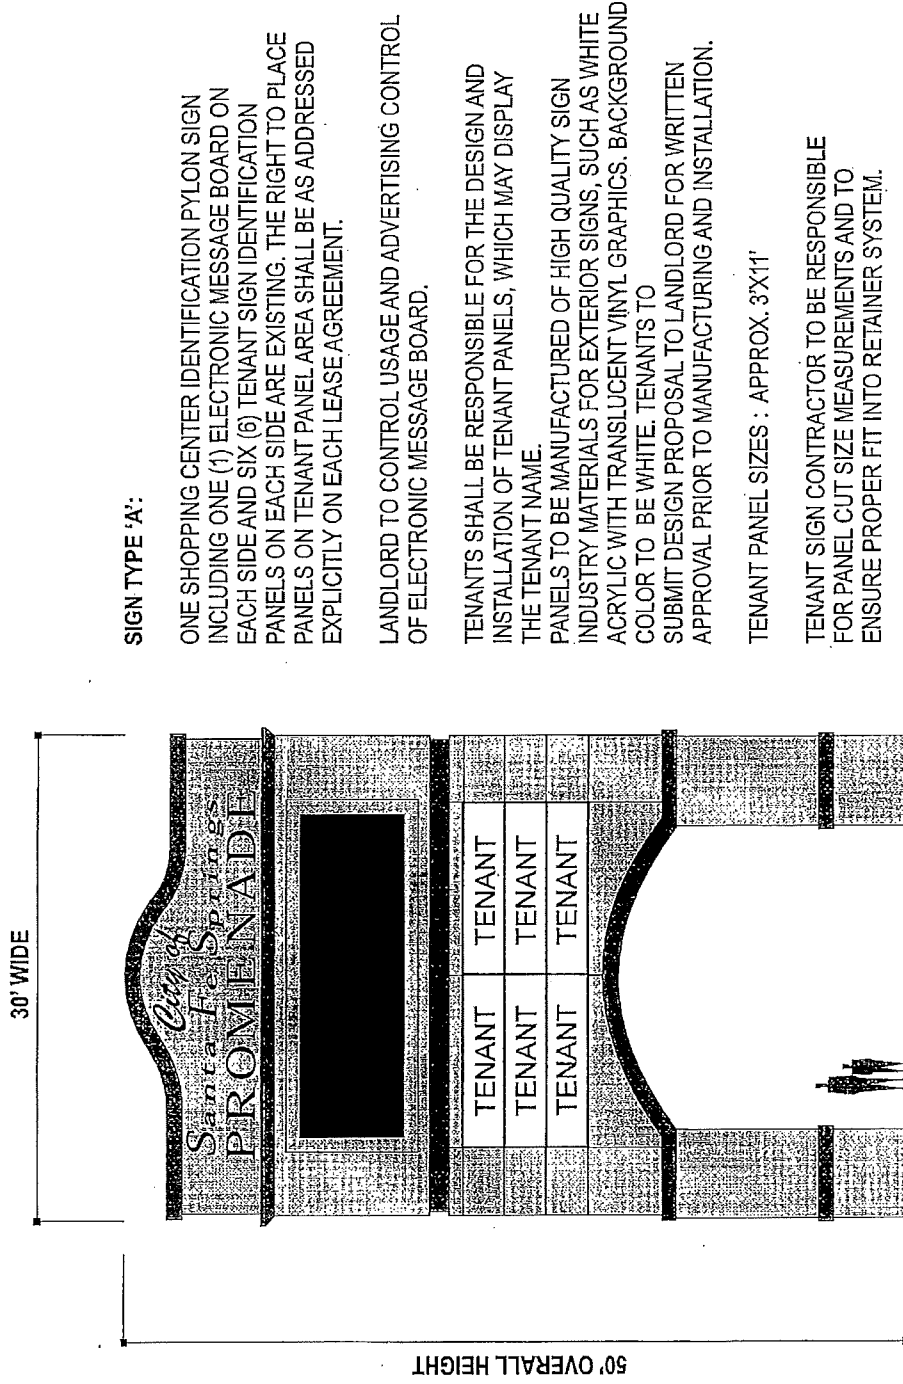 30' WIDE
50' OVERALL HEIGHT
City of
Santa Fe Springs
PROMENADE
TENANT TENANT
TENANT TENANT
TENANT TENANT
SIGN TYPE 'A':
ONE SHOPPING CENTER IDENTIFICATION PYLON SIGN
INCLUDING ONE (1) ELECTRONIC MESSAGE BOARD ON
EACH SIDE AND SIX (6) TENANT SIGN IDENTIFICATION
PANELS ON EACH SIDE ARE EXISTING. THE RIGHT TO PLACE
PANELS ON TENANT PANEL AREA SHALL BE AS ADDRESSED
EXPLICITLY ON EACH LEASE AGREEMENT.
LANDLORD TO CONTROL USAGE AND ADVERTISING CONTROL
OF ELECTRONIC MESSAGE BOARD.
TENANTS SHALL BE RESPONSIBLE FOR THE DESIGN AND
INSTALLATION OF TENANT PANELS, WHICH MAY DISPLAY
THE TENANT NAME.
PANELS TO BE MANUFACTURED OF HIGH QUALITY SIGN
INDUSTRY MATERIALS FOR EXTERIOR SIGNS, SUCH AS WHITE
ACRYLIC WITH TRANSLUCENT VINYL GRAPHICS. BACKGROUND
COLOR TO BE WHITE. TENANTS TO
SUBMIT DESIGN PROPOSAL TO LANDLORD FOR WRITTEN
APPROVAL PRIOR TO MANUFACTURING AND INSTALLATION.
TENANT PANEL SIZES : APPROX. 3'X11'
TENANT SIGN CONTRACTOR TO BE RESPONSIBLE
FOR PANEL CUT SIZE MEASUREMENTS AND TO
ENSURE PROPER FIT INTO RETAINER SYSTEM.